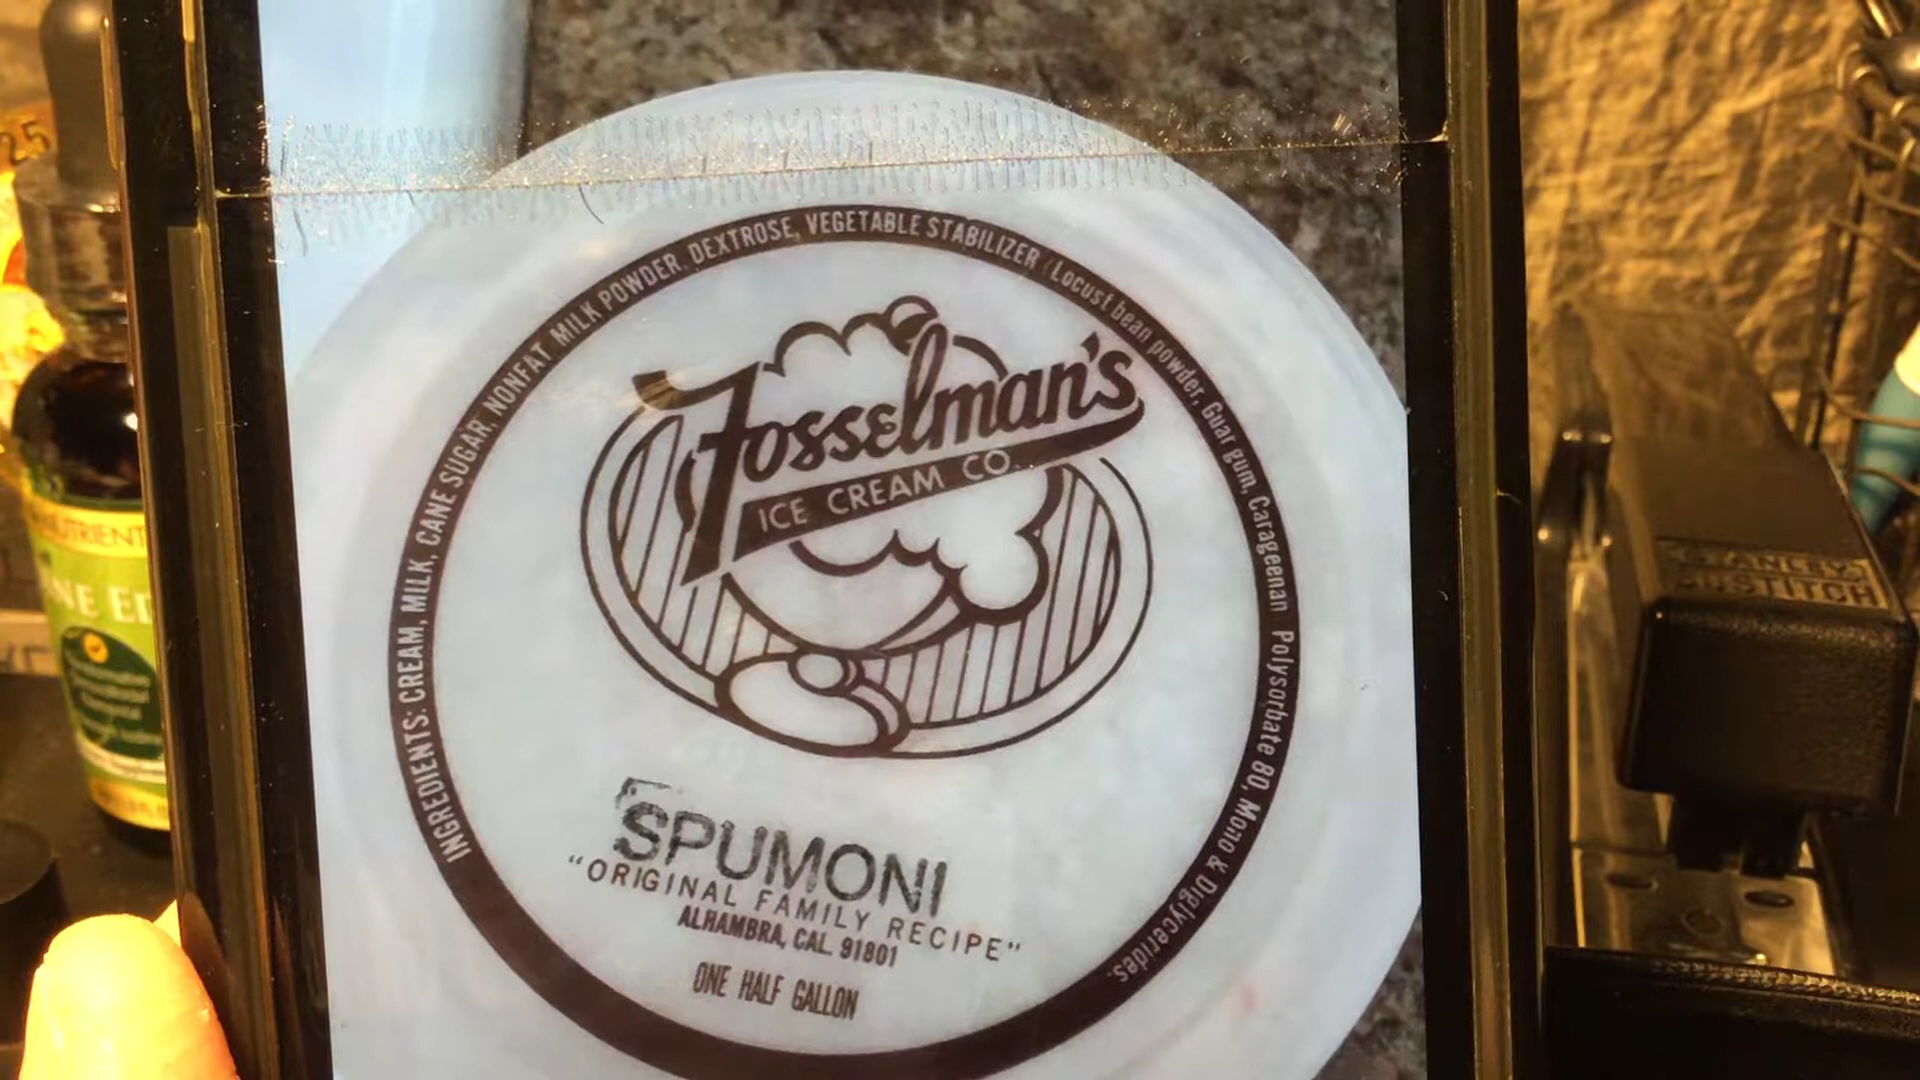 INGREDIENTS: CREAM, MILK, CANE SUGAR, NONFAT MILK POWDER, DEXTROSE, VEGETABLE STABILIZER (Locust bean powder, Guar gum, Carageenan Polysorbate 80, Mono & Diglycerides.
Fosselman's
ICE CREAM CO.
SPUMONI
"ORIGINAL FAMILY RECIPE"
ALHAMBRA, CAL. 91801
ONE HALF GALLON
25
STANLEY
BOSTITCH